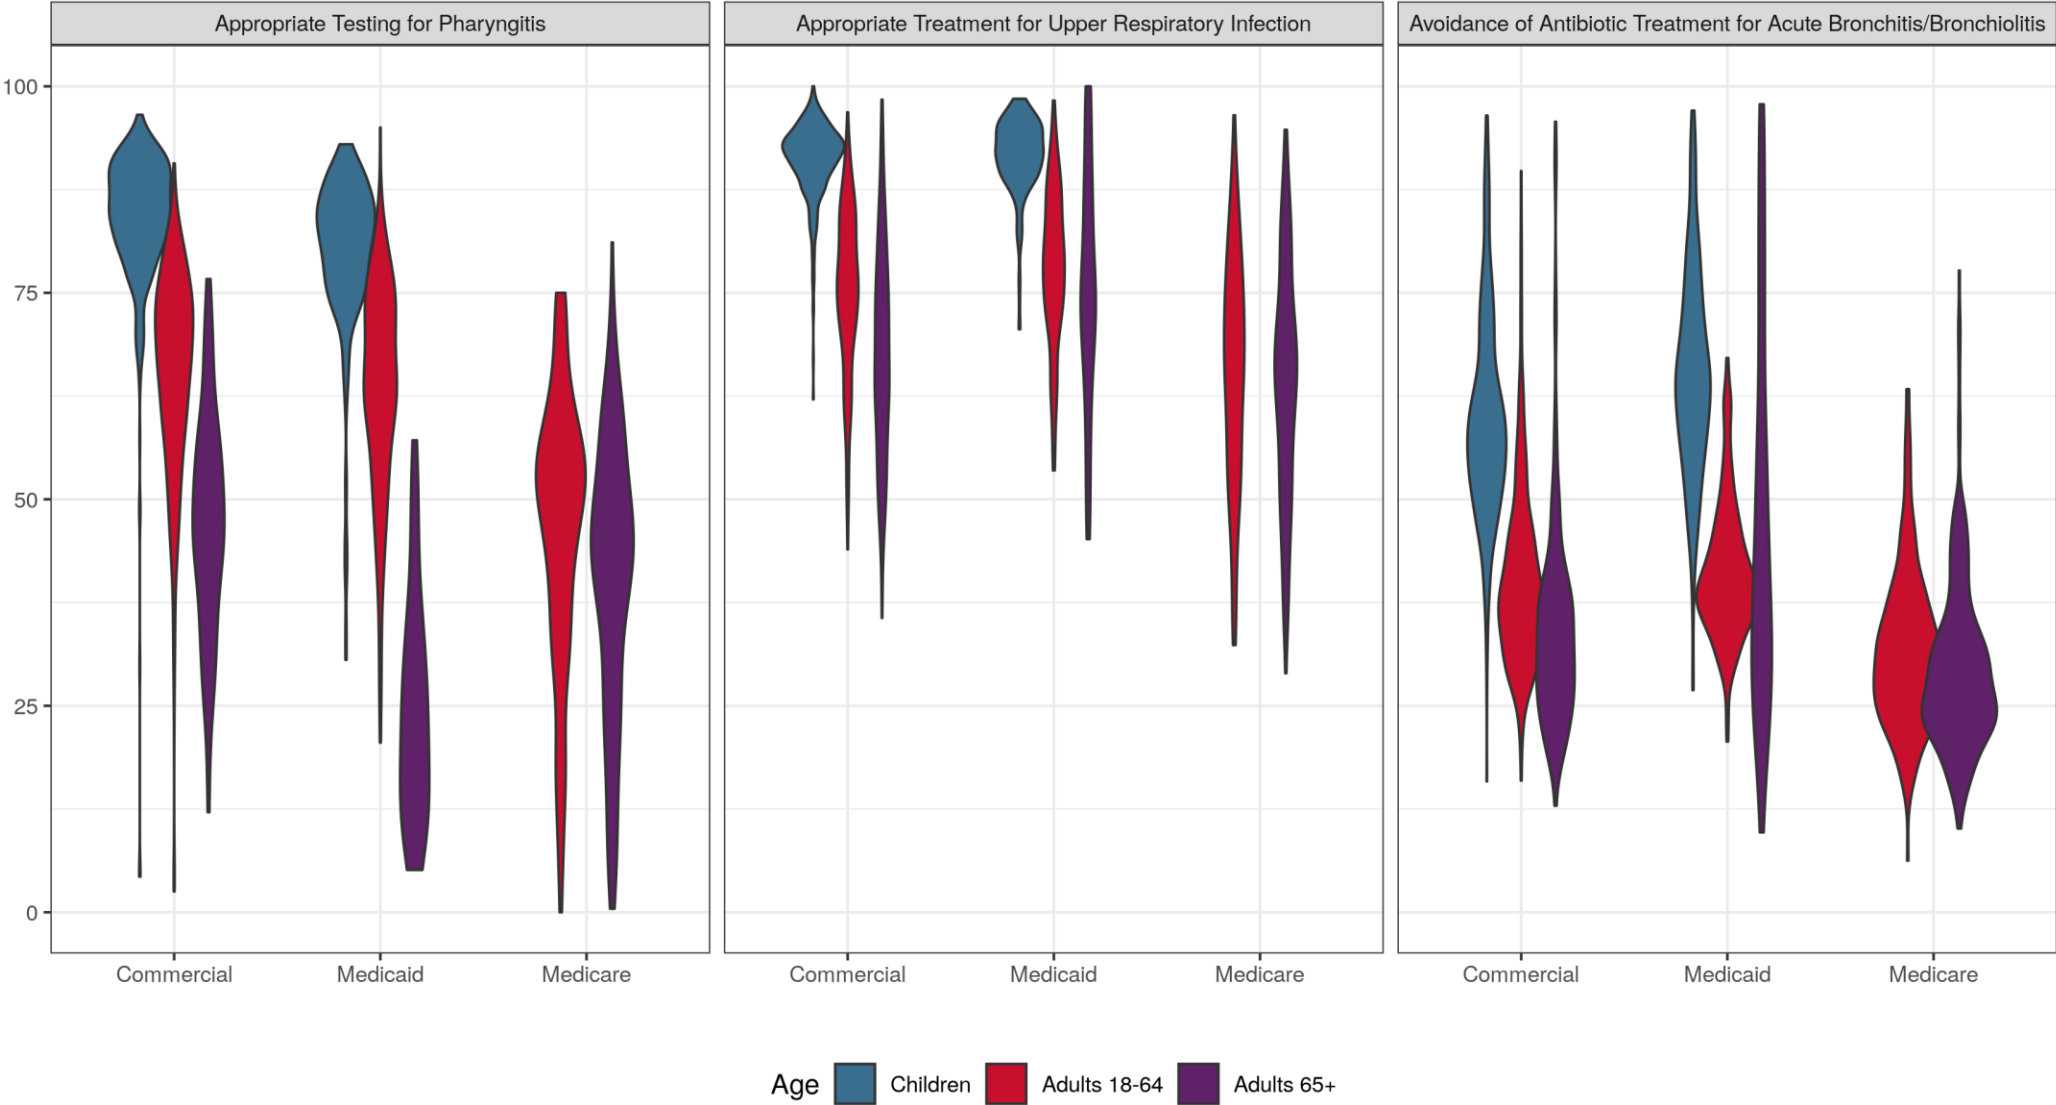 Appropriate Testing for Pharyngitis
Appropriate Treatment for Upper Respiratory Infection
Avoidance of Antibiotic Treatment for Acute Bronchitis/Bronchiolitis
100
75
50
25
0
Commercial Medicaid Medicare
Commercial Medicaid Medicare
Commercial Medicaid Medicare
Age Children Adults 18-64 Adults 65+